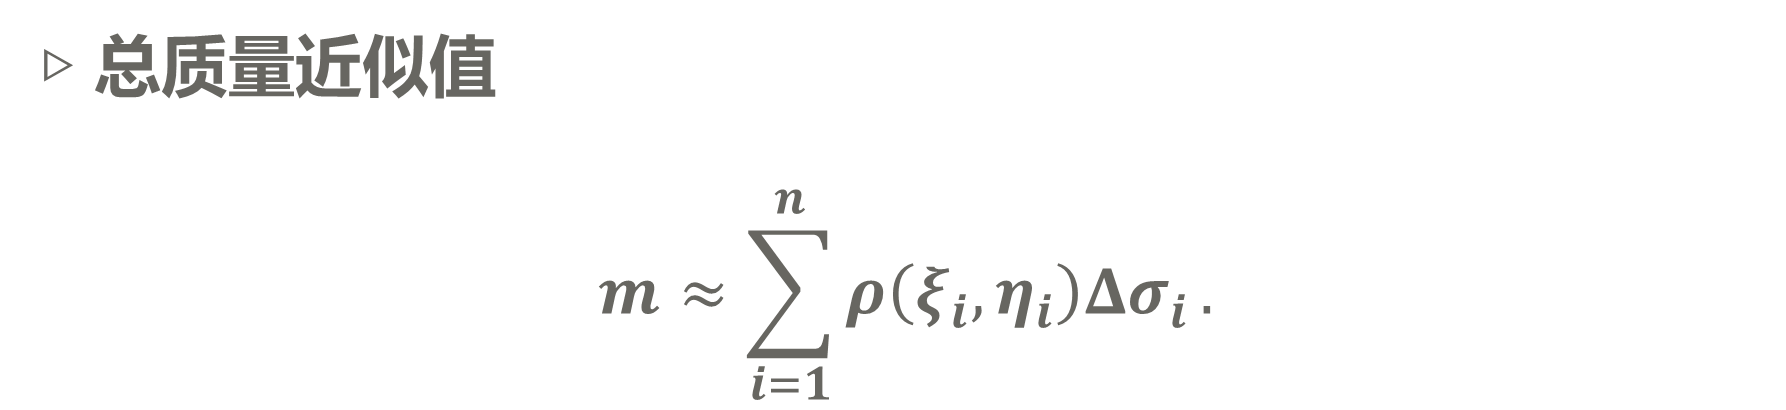 ▷ 总质量近似值
m ≈ ∑_{i=1}^{n} ρ(ξ_i, η_i)Δσ_i .